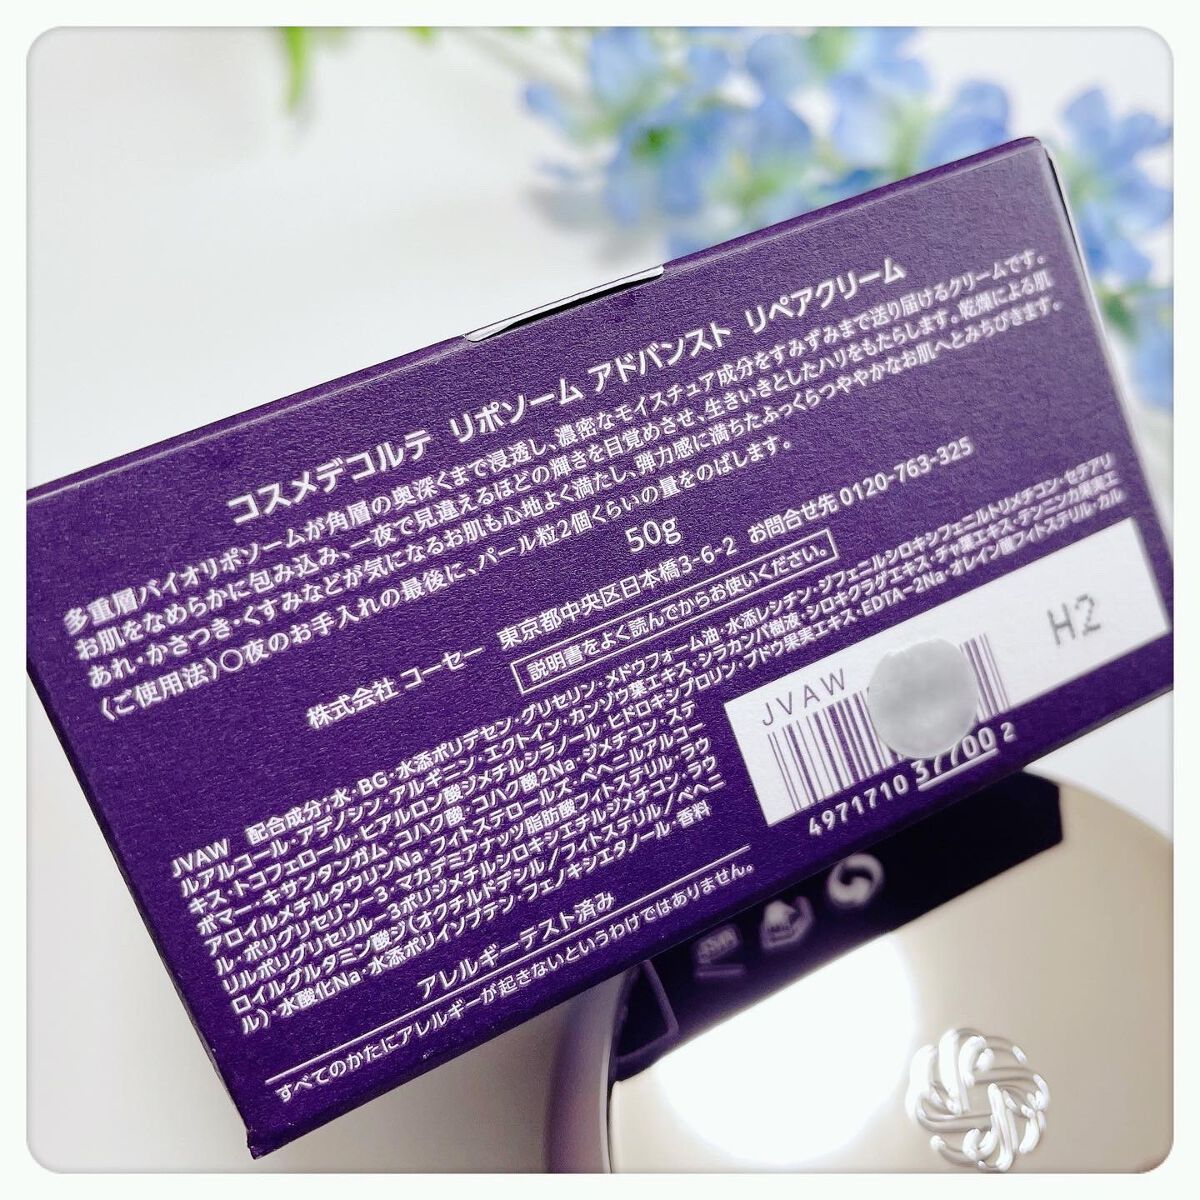 コスメデコルテ リポソーム アドバンスト リペアクリーム
多重層バイオリポソームが角層の奥深くまで浸透し、濃密なモイスチュア成分をすみずみまで送り届けるクリームです。
お肌をなめらかに包み込み、一夜で見違えるほどの輝きを目覚めさせ、生きいきとしたハリをもたらします。乾燥による肌
あれ・かさつき・くすみなどが気になるお肌も心地よく満たし、弾力感に満ちたふっくらつややかなお肌へとみちびきます。
〈ご使用法〉○夜のお手入れの最後に、パール粒2個くらいの量をのばします。
50g
株式会社 コーセー 東京都中央区日本橋3-6-2 お問合せ先 0120-763-325
説明書をよく読んでからお使いください。
JVAW 配合成分:水・BG・水添ポリデセン・グリセリン・メドウフォーム油・水添レシチン・ジフェニルシロキシフェニルトリメチコン・セテアリ
ルアルコール・アデノシン・アルギニン・エクトイン・カンゾウ葉エキス・シラカンバ樹液・シロキクラゲエキス・チャ葉エキス・テンニンカ果実エ
キス・トコフェロール・ヒアルロン酸ジメチルシラノール・ヒドロキシプロリン・ブドウ果実エキス・EDTA-2Na・オレイン酸フィトステリル・カル
ボマー・キサンタンガム・コハク酸・コハク酸2Na・ジメチコン・ステ
アロイルメチルタウリンNa・フィトステロールズ・ベヘニルアルコー
ル・ポリグリセリン-3・マカデミアナッツ脂肪酸フィトステリル・ラウ
リルポリグリセリル-3ポリジメチルシロキシエチルジメチコン・ラウ
ロイルグルタミン酸ジ(オクチルドデシル/フィトステリル/ベヘニ
ル)・水酸化Na・水添ポリイソブテン・フェノキシエタノール・香料
JVAW
H2
4971710 37700 2
アレルギーテスト済み
すべてのかたにアレルギーが起きないというわけではありません。